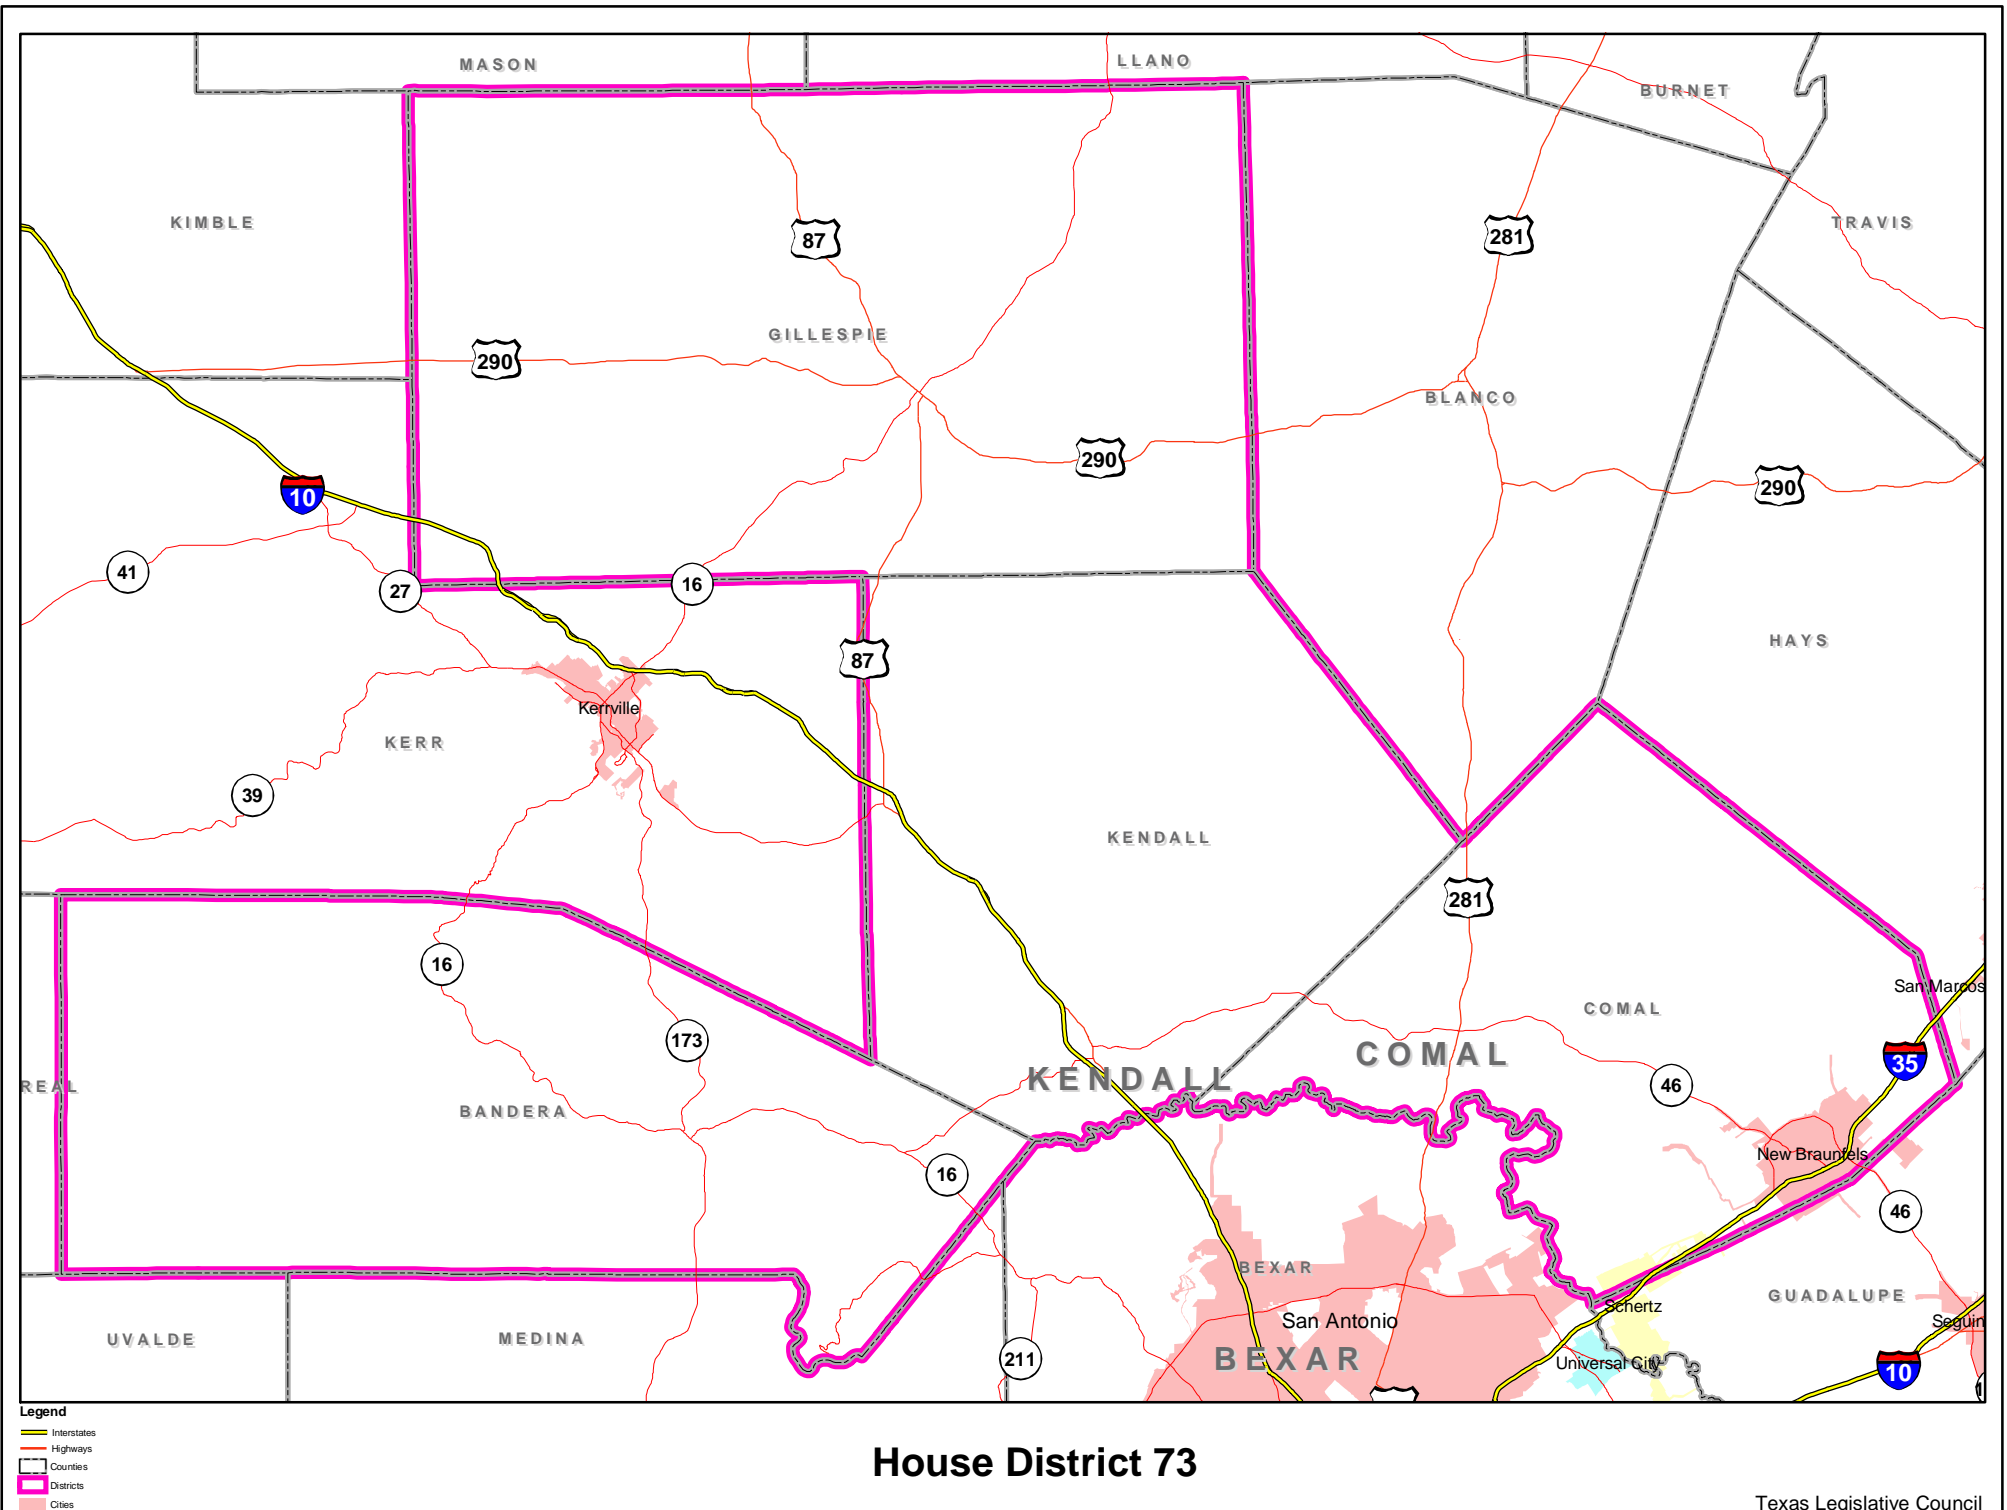 MASON
LLANO
BURNET
KIMBLE
TRAVIS
87
281
GILLESPIE
290
BLANCO
290
290
10
41
27
16
HAYS
87
Kerrville
KERR
39
KENDALL
281
16
San Marcos
COMAL
173
COMAL
35
KENDALL
REAL
46
BANDERA
New Braunfels
16
46
BEXAR
GUADALUPE
Schertz
San Antonio
Seguin
UVALDE
MEDINA
211
BEXAR
Universal City
10
Legend
Interstates
Highways
Counties
Districts
Cities
House District 73
Texas Legislative Council